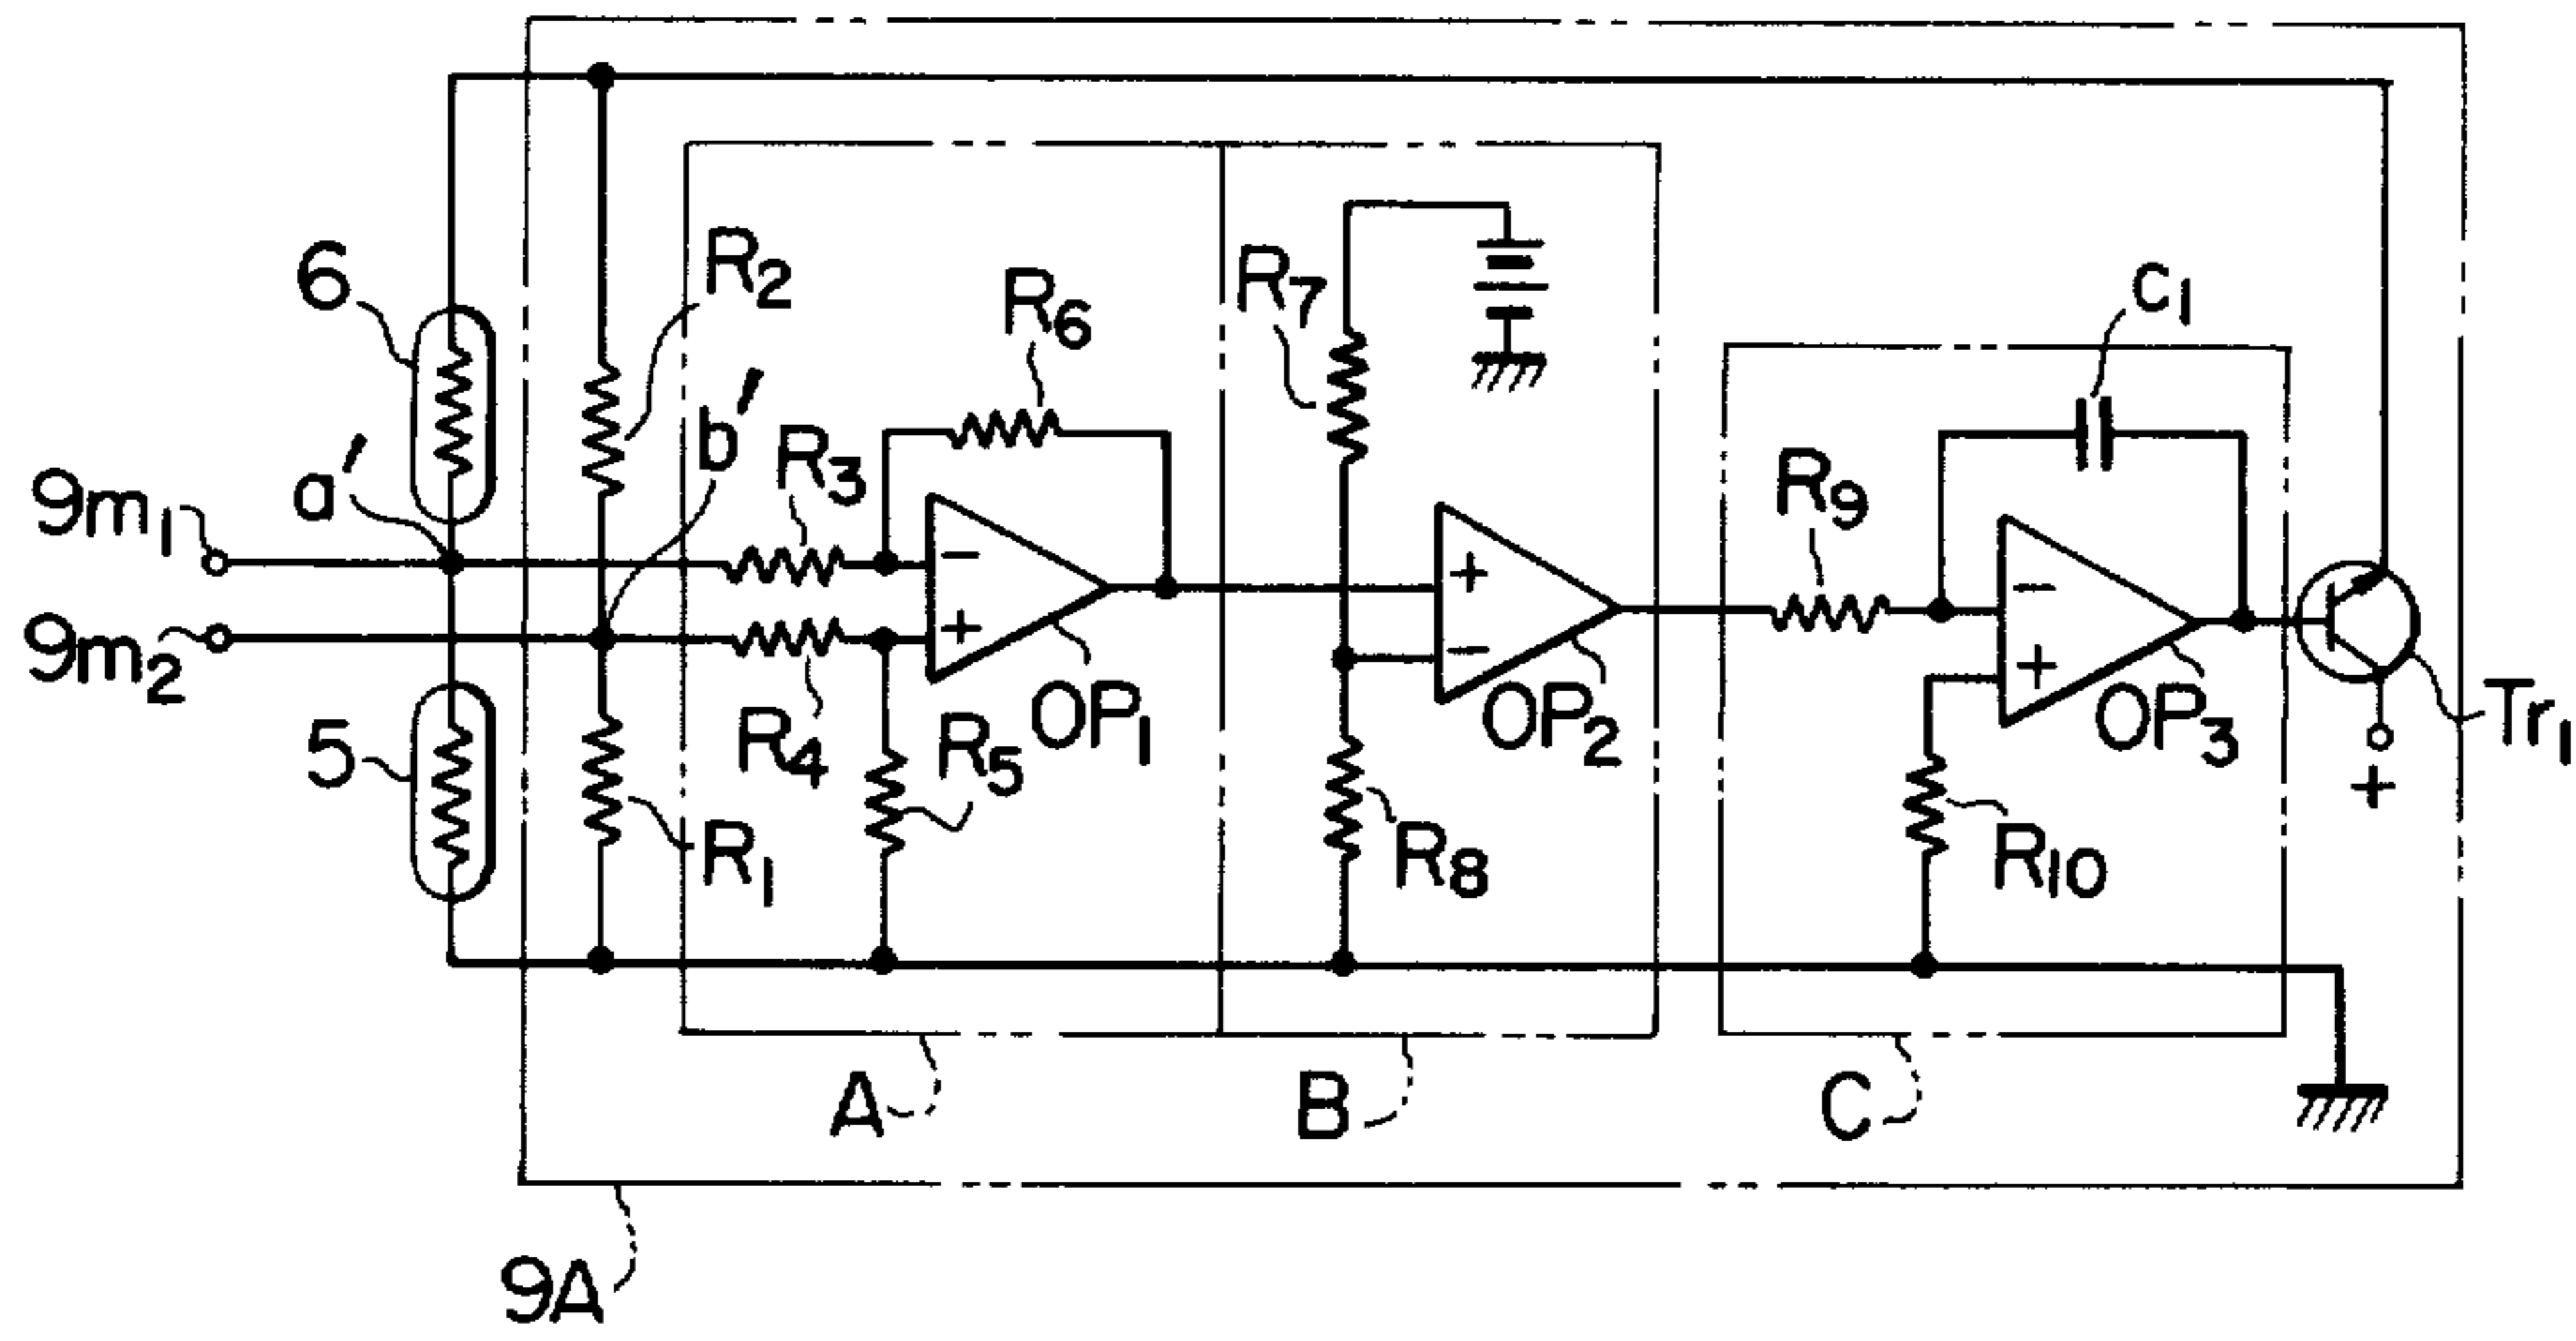 R2
6
R6
R7
C1
b'
a'
R3
R9
9m1
− + − − +
+
9m2
OP1
OP2
OP3
Tr1
5
R4
R5
+
R1
R8
R10
A
B
C
9A